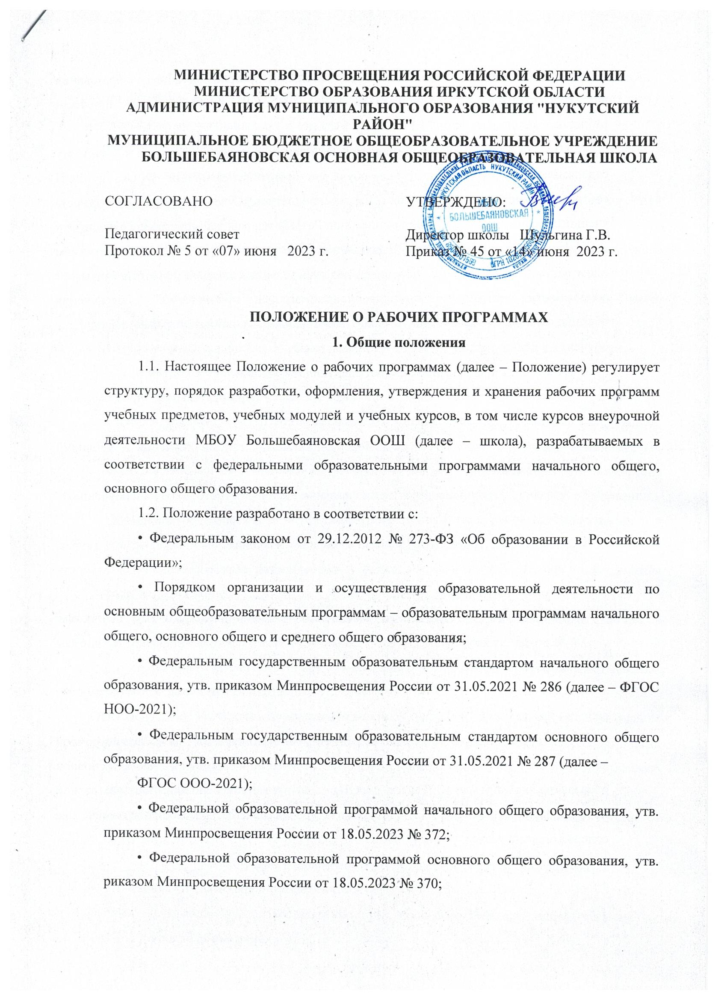 МИНИСТЕРСТВО ПРОСВЕЩЕНИЯ РОССИЙСКОЙ ФЕДЕРАЦИИ
МИНИСТЕРСТВО ОБРАЗОВАНИЯ ИРКУТСКОЙ ОБЛАСТИ
АДМИНИСТРАЦИЯ МУНИЦИПАЛЬНОГО ОБРАЗОВАНИЯ "НУКУТСКИЙ
РАЙОН"
МУНИЦИПАЛЬНОЕ БЮДЖЕТНОЕ ОБЩЕОБРАЗОВАТЕЛЬНОЕ УЧРЕЖДЕНИЕ
БОЛЬШЕБАЯНОВСКАЯ ОСНОВНАЯ ОБЩЕОБРАЗОВАТЕЛЬНАЯ ШКОЛА
СОГЛАСОВАНО
Педагогический совет
Протокол № 5 от «07» июня 2023 г.
УТВЕРЖДЕНО:
Директор школы Шульгина Г.В.
Приказ № 45 от «14» июня 2023 г.
ИРКУТСКАЯ ОБЛАСТЬ НУКУТСКИЙ РАЙОН
МБОУ
БОЛЬШЕБАЯНОВСКАЯ
ООШ
ПОЛОЖЕНИЕ О РАБОЧИХ ПРОГРАММАХ
1. Общие положения
1.1. Настоящее Положение о рабочих программах (далее – Положение) регулирует
структуру, порядок разработки, оформления, утверждения и хранения рабочих программ
учебных предметов, учебных модулей и учебных курсов, в том числе курсов внеурочной
деятельности МБОУ Большебаяновская ООШ (далее – школа), разрабатываемых в
соответствии с федеральными образовательными программами начального общего,
основного общего образования.
1.2. Положение разработано в соответствии с:
• Федеральным законом от 29.12.2012 № 273-ФЗ «Об образовании в Российской
Федерации»;
• Порядком организации и осуществления образовательной деятельности по
основным общеобразовательным программам – образовательным программам начального
общего, основного общего и среднего общего образования;
• Федеральным государственным образовательным стандартом начального общего
образования, утв. приказом Минпросвещения России от 31.05.2021 № 286 (далее – ФГОС
НОО-2021);
• Федеральным государственным образовательным стандартом основного общего
образования, утв. приказом Минпросвещения России от 31.05.2021 № 287 (далее –
ФГОС ООО-2021);
• Федеральной образовательной программой начального общего образования, утв.
приказом Минпросвещения России от 18.05.2023 № 372;
• Федеральной образовательной программой основного общего образования, утв.
риказом Минпросвещения России от 18.05.2023 № 370;